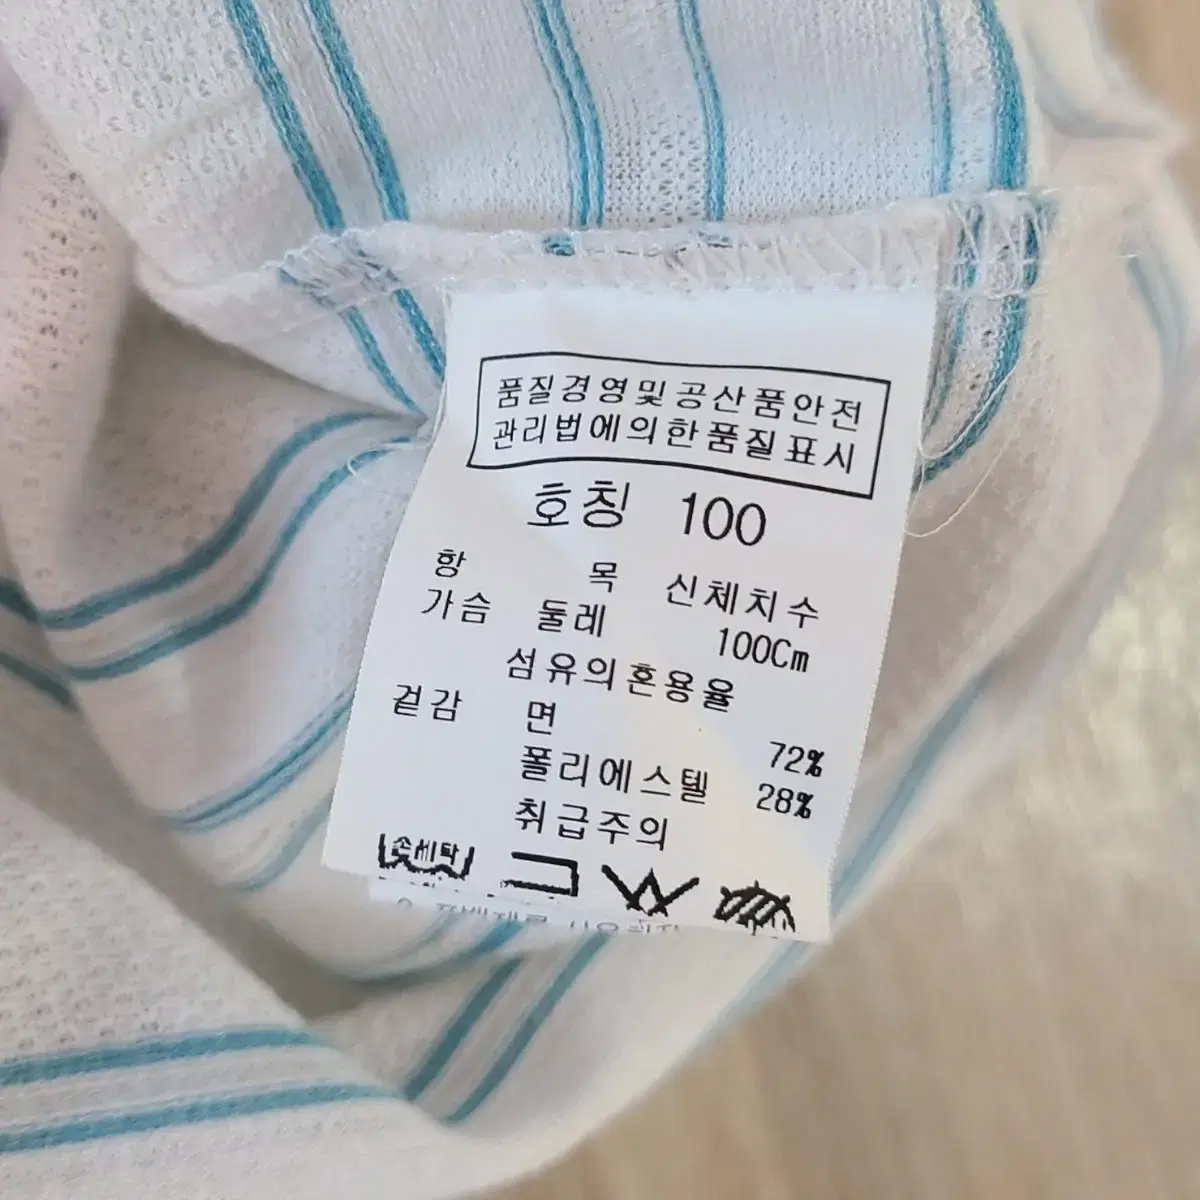 품질경영및공산품안전
관리법에의한품질표시
호칭 100
항 목 신체치수
가슴 둘레 100Cm
섬유의혼용율
겉감 면 72%
폴리에스텔 28%
취급주의
손세탁